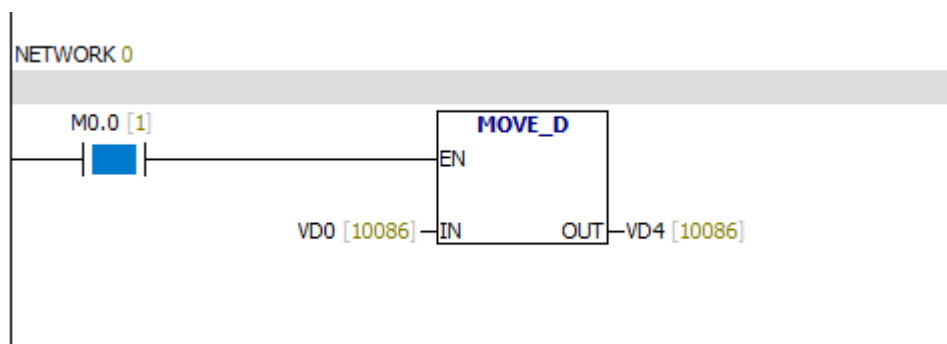 NETWORK 0
M0.0 [1]
MOVE_D
EN
VD0 [10086] IN OUT VD4 [10086]